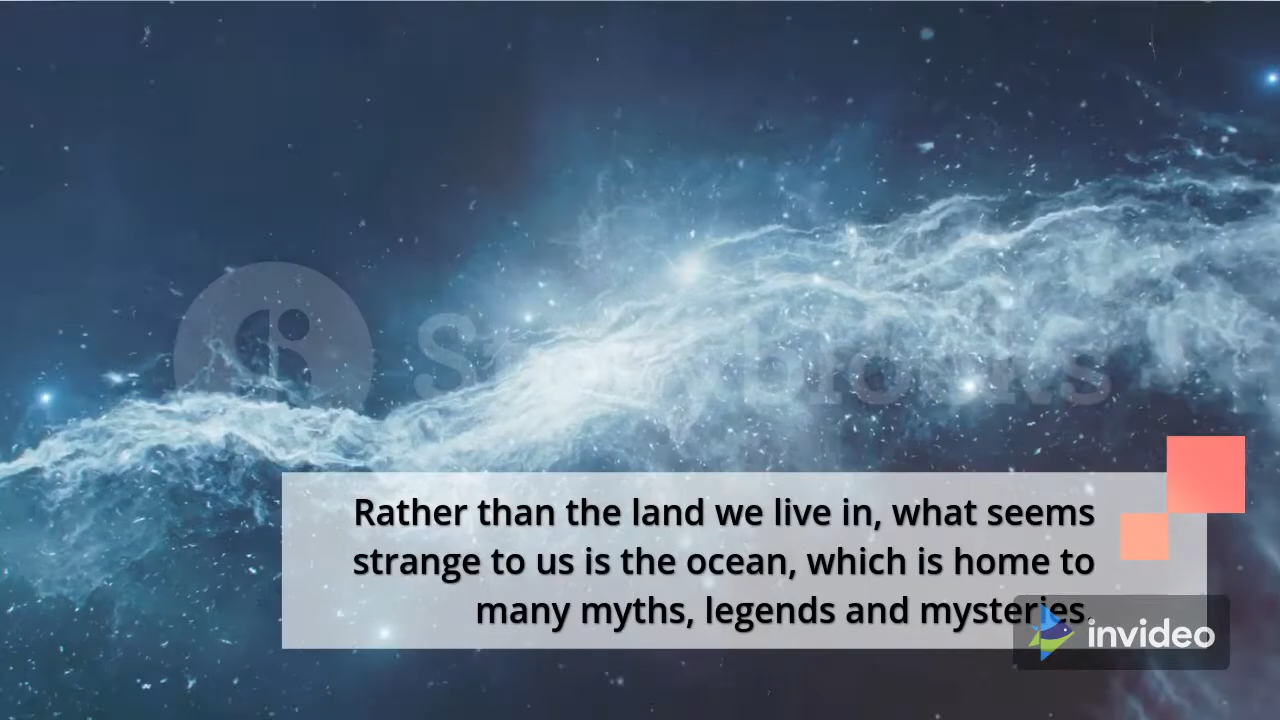 Storyblocks
Rather than the land we live in, what seems
strange to us is the ocean, which is home to
many myths, legends and mysteries.
invideo